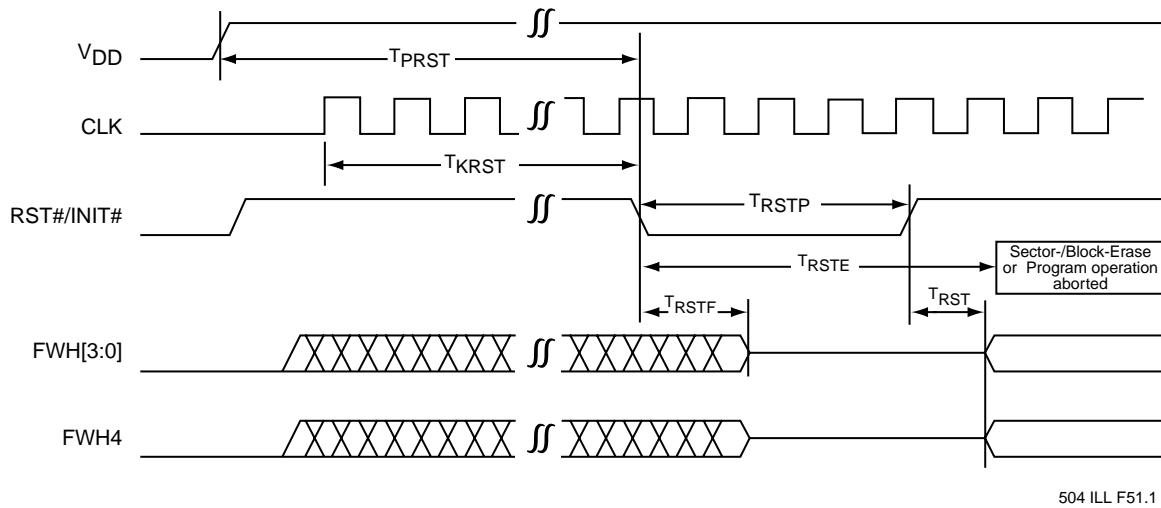 VDD
TPRST
CLK
TKRST
RST#/INIT#
TRSTP
TRSTE
Sector-/Block-Erase
or Program operation
aborted
TRSTF
TRST
FWH[3:0]
FWH4
504 ILL F51.1